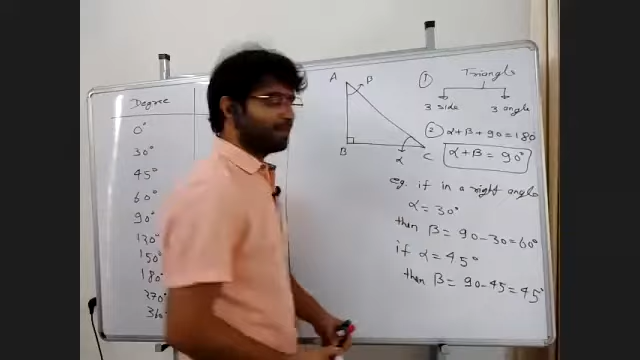 Degree
0°
30°
45°
60°
90°
120°
150°
180°
270°
360°
A
β
B
C
α
① Triangle
3 side 3 angle
② α+β+90=180
α+β=90°
eg. if in a right angle
α=30°
then β=90-30=60°
if α=45°
then β=90-45=45°